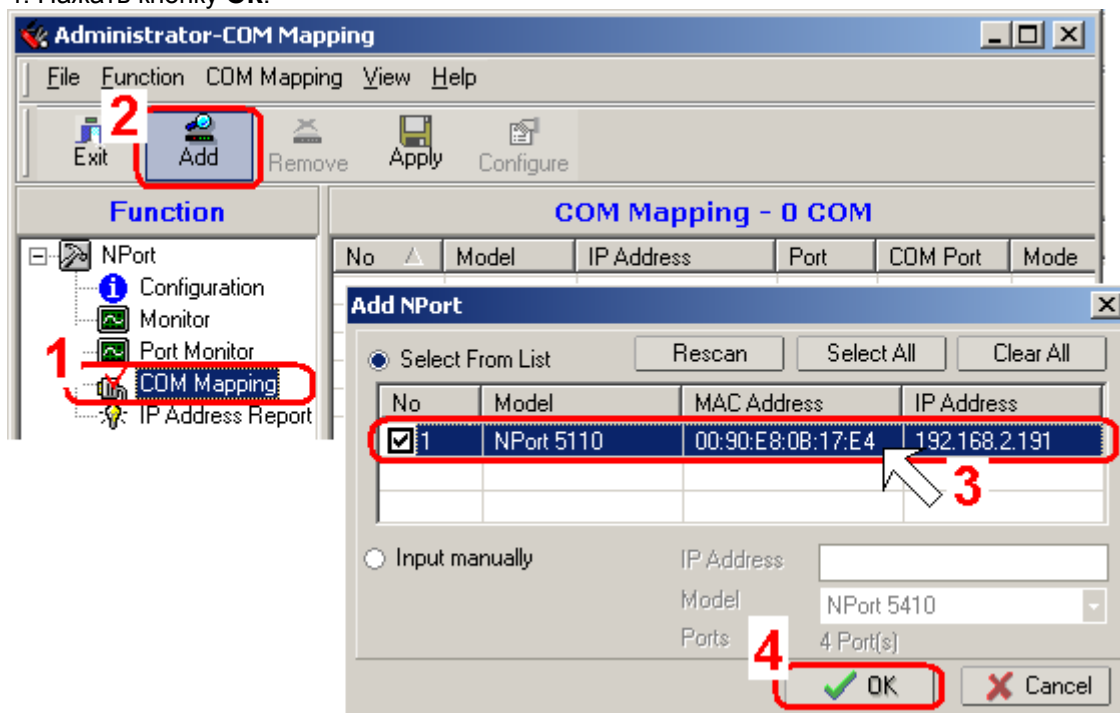 4. Нажать кнопку OK.
Administrator-COM Mapping
File Function COM Mapping View Help
2
Exit Add Remove Apply Configure
Function
COM Mapping - 0 COM
NPort
No Model IP Address Port COM Port Mode
Configuration
Monitor
Add NPort
1
Port Monitor
Select From List Rescan Select All Clear All
COM Mapping
No Model MAC Address IP Address
IP Address Report
1 NPort 5110 00:90:E8:0B:17:E4 192.168.2.191
3
Input manually IP Address
Model NPort 5410
Ports 4 Port(s)
4
OK Cancel